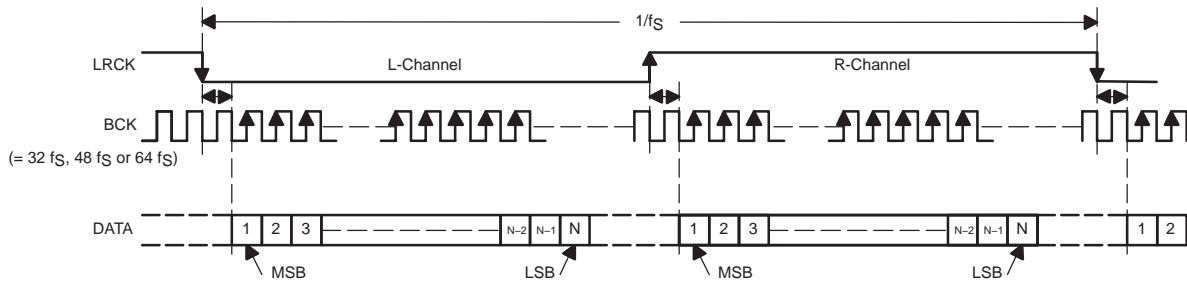 1/fS
LRCK
L-Channel
R-Channel
BCK
(= 32 fS, 48 fS or 64 fS)
DATA
1 2 3 N–2 N–1 N 1 2 3 N–2 N–1 N 1 2
MSB LSB MSB LSB